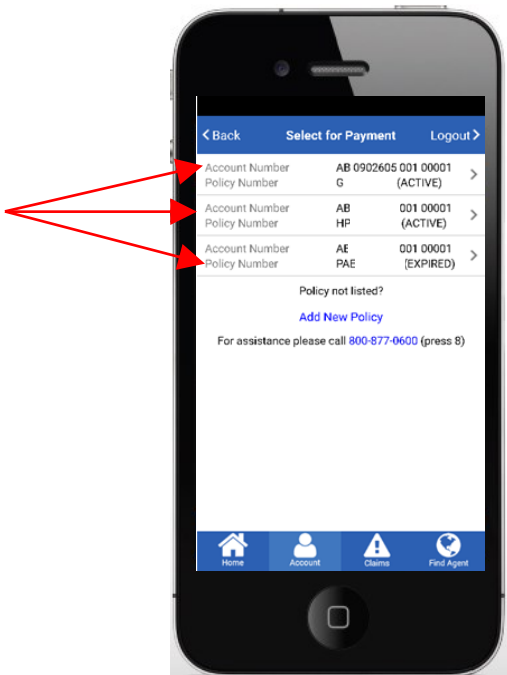 Back Select for Payment Logout
Account Number AB 0902605 001 00001
Policy Number G (ACTIVE)
Account Number AB 001 00001
Policy Number HP (ACTIVE)
Account Number AE 001 00001
Policy Number PAE (EXPIRED)
Policy not listed?
Add New Policy
For assistance please call 800-877-0600 (press 8)
Home Account Claims Find Agent